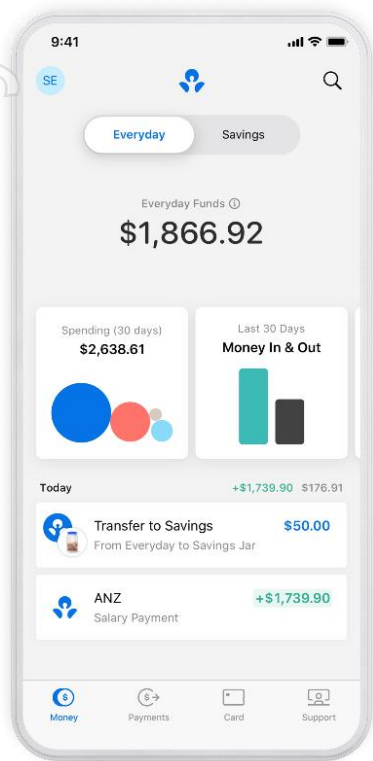 9:41
SE
Everyday Savings
Everyday Funds
$1,866.92
Spending (30 days)
$2,638.61
Last 30 Days
Money In & Out
Today +$1,739.90 $176.91
Transfer to Savings $50.00
From Everyday to Savings Jar
ANZ +$1,739.90
Salary Payment
Money Payments Card Support